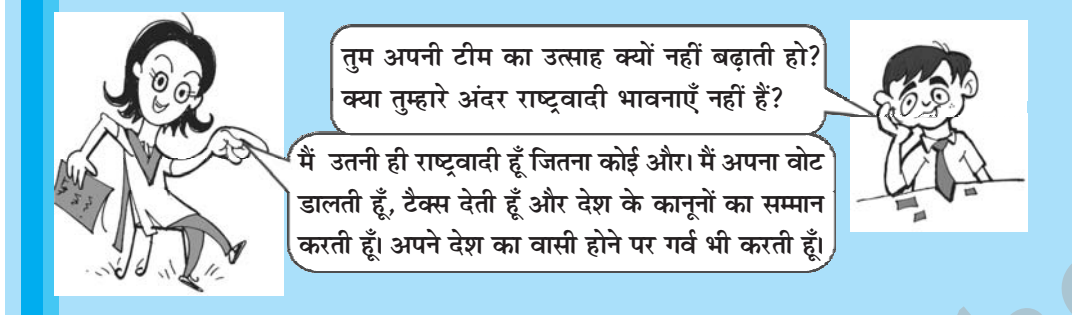 तुम अपनी टीम का उत्साह क्यों नहीं बढ़ाती हो?
क्या तुम्हारे अंदर राष्ट्रवादी भावनाएँ नहीं हैं?
मैं उतनी ही राष्ट्रवादी हूँ जितना कोई और। मैं अपना वोट
डालती हूँ, टैक्स देती हूँ और देश के कानूनों का सम्मान
करती हूँ। अपने देश का वासी होने पर गर्व भी करती हूँ।